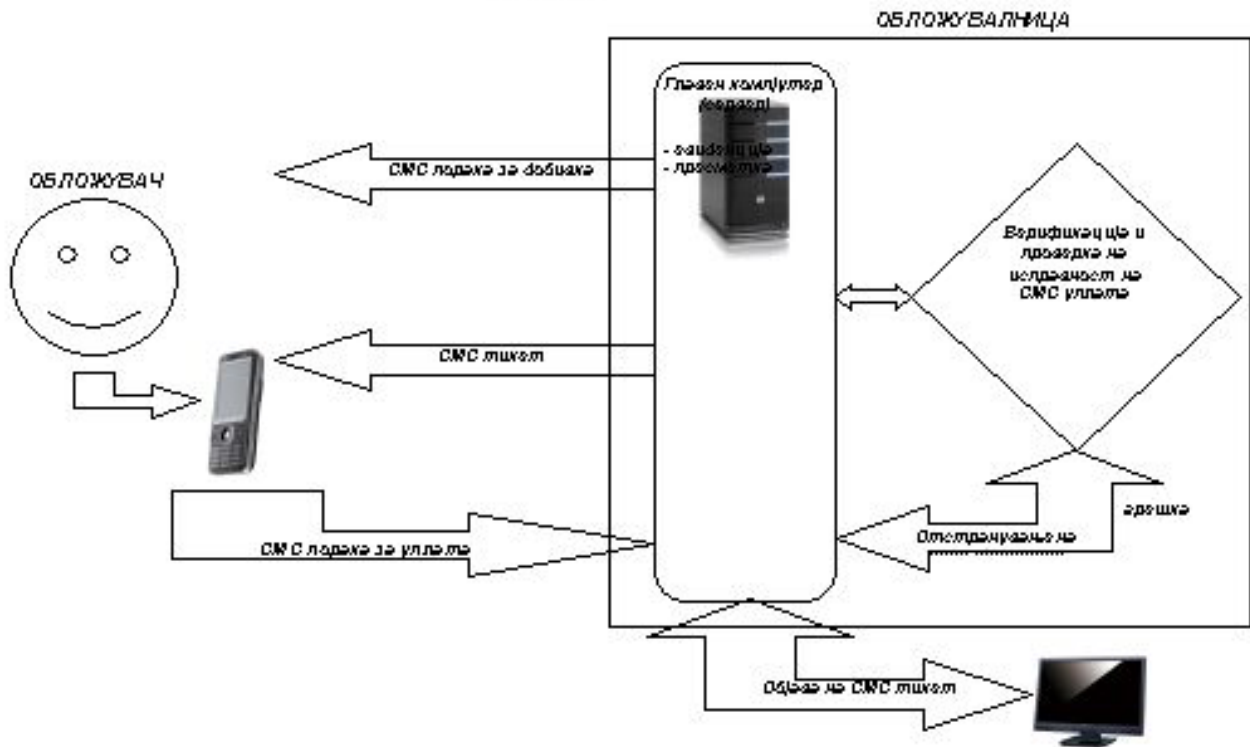 ОБЛОЖУВАЛНИЦА
Главен компјутер
(сервер)
- евиденција
- пресметка
СМС порака за добивка
ОБЛОЖУВАЧ
Верификација и
проверка на
исправност на
СМС уплата
СМС тикет
грешка
Отстранување на
СМС порака за уплата
Објава на СМС тикет